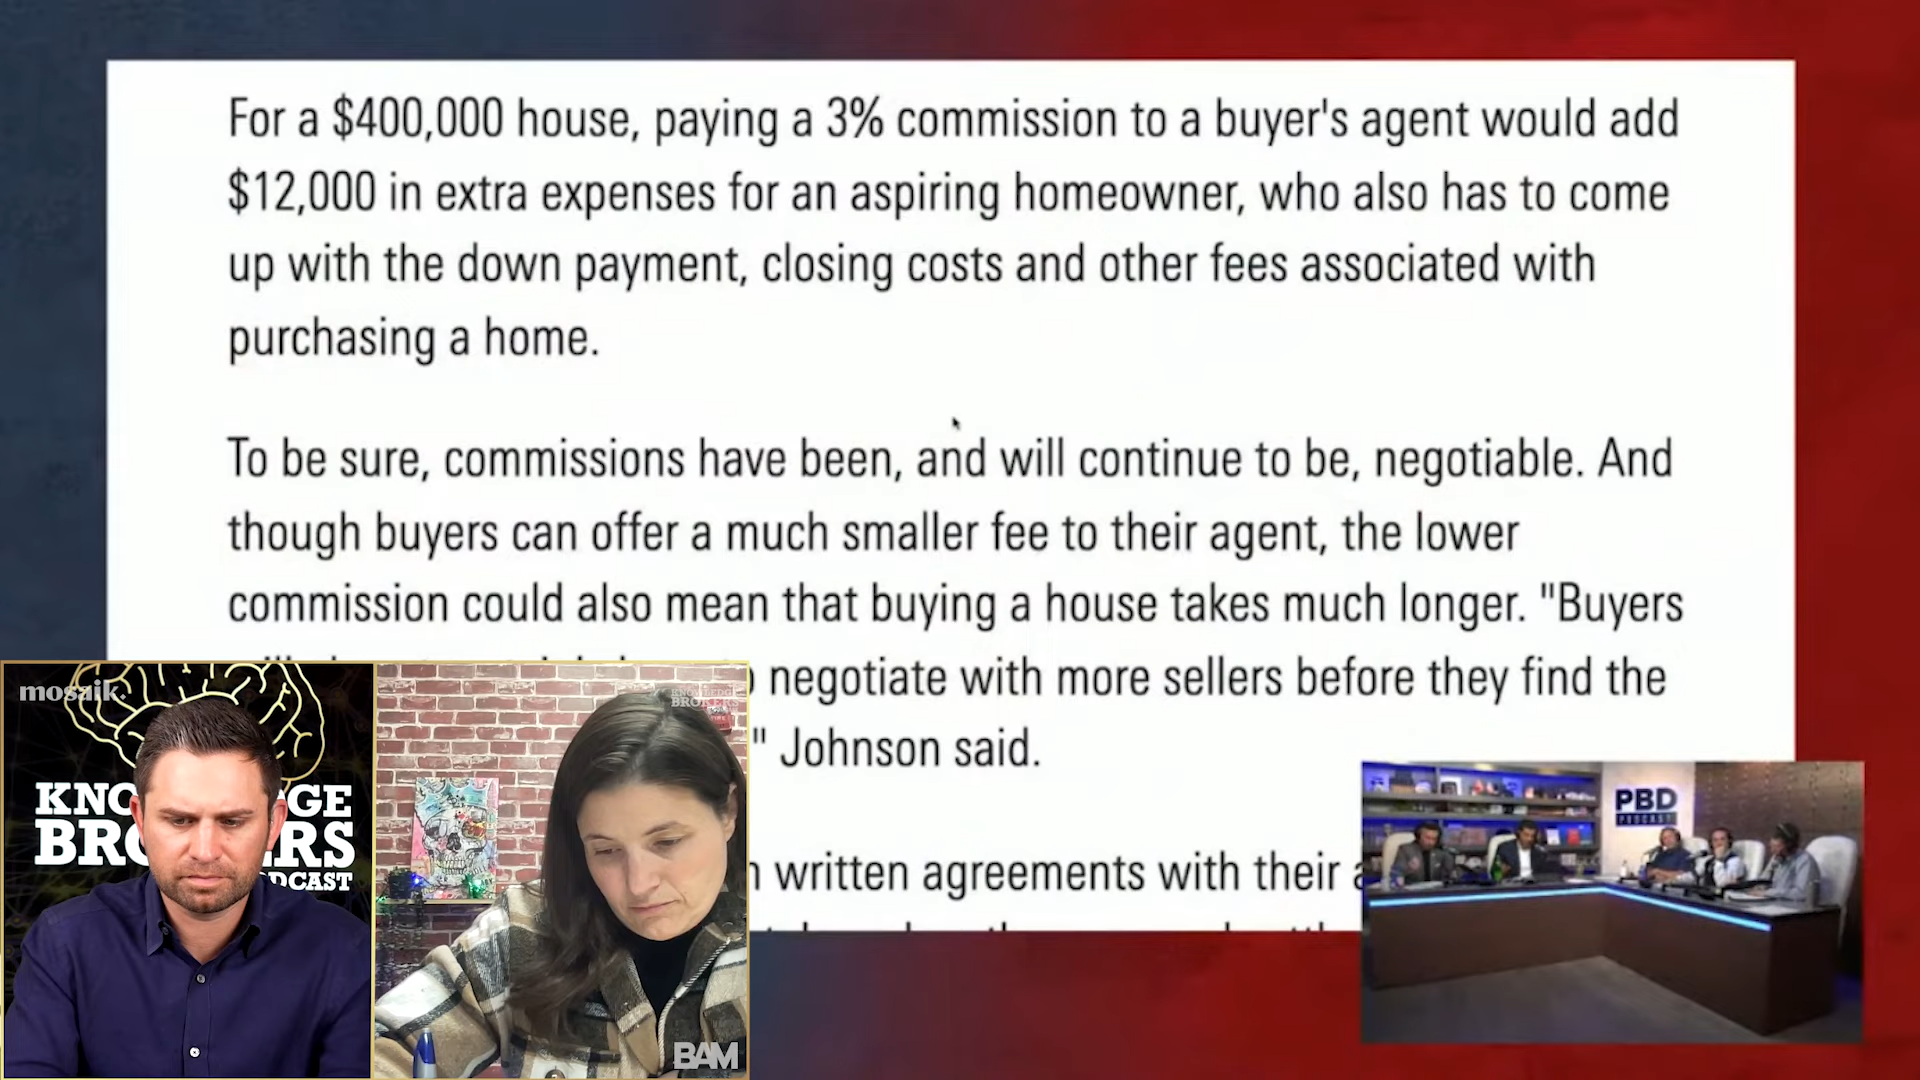 For a $400,000 house, paying a 3% commission to a buyer's agent would add
$12,000 in extra expenses for an aspiring homeowner, who also has to come
up with the down payment, closing costs and other fees associated with
purchasing a home.
To be sure, commissions have been, and will continue to be, negotiable. And
though buyers can offer a much smaller fee to their agent, the lower
commission could also mean that buying a house takes much longer. "Buyers
negotiate with more sellers before they find the
" Johnson said.
written agreements with their
mosaik.
KNOWLEDGE
BROKERS
BAM
PBD
PODCAST